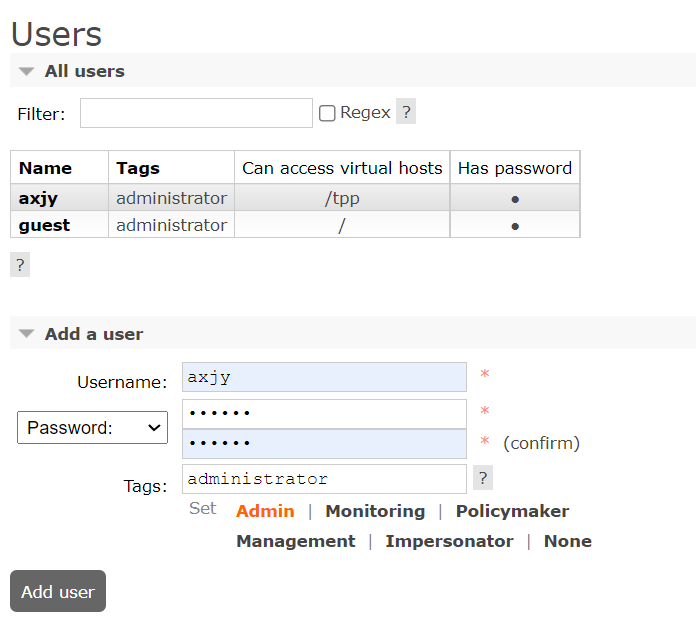 Users
All users
Filter: Regex ?
Name Tags Can access virtual hosts Has password
axjy administrator /tpp ●
guest administrator / ●
?
Add a user
Username: axjy *
Password: •••••• *
•••••• * (confirm)
Tags: administrator ?
Set Admin | Monitoring | Policymaker
Management | Impersonator | None
Add user